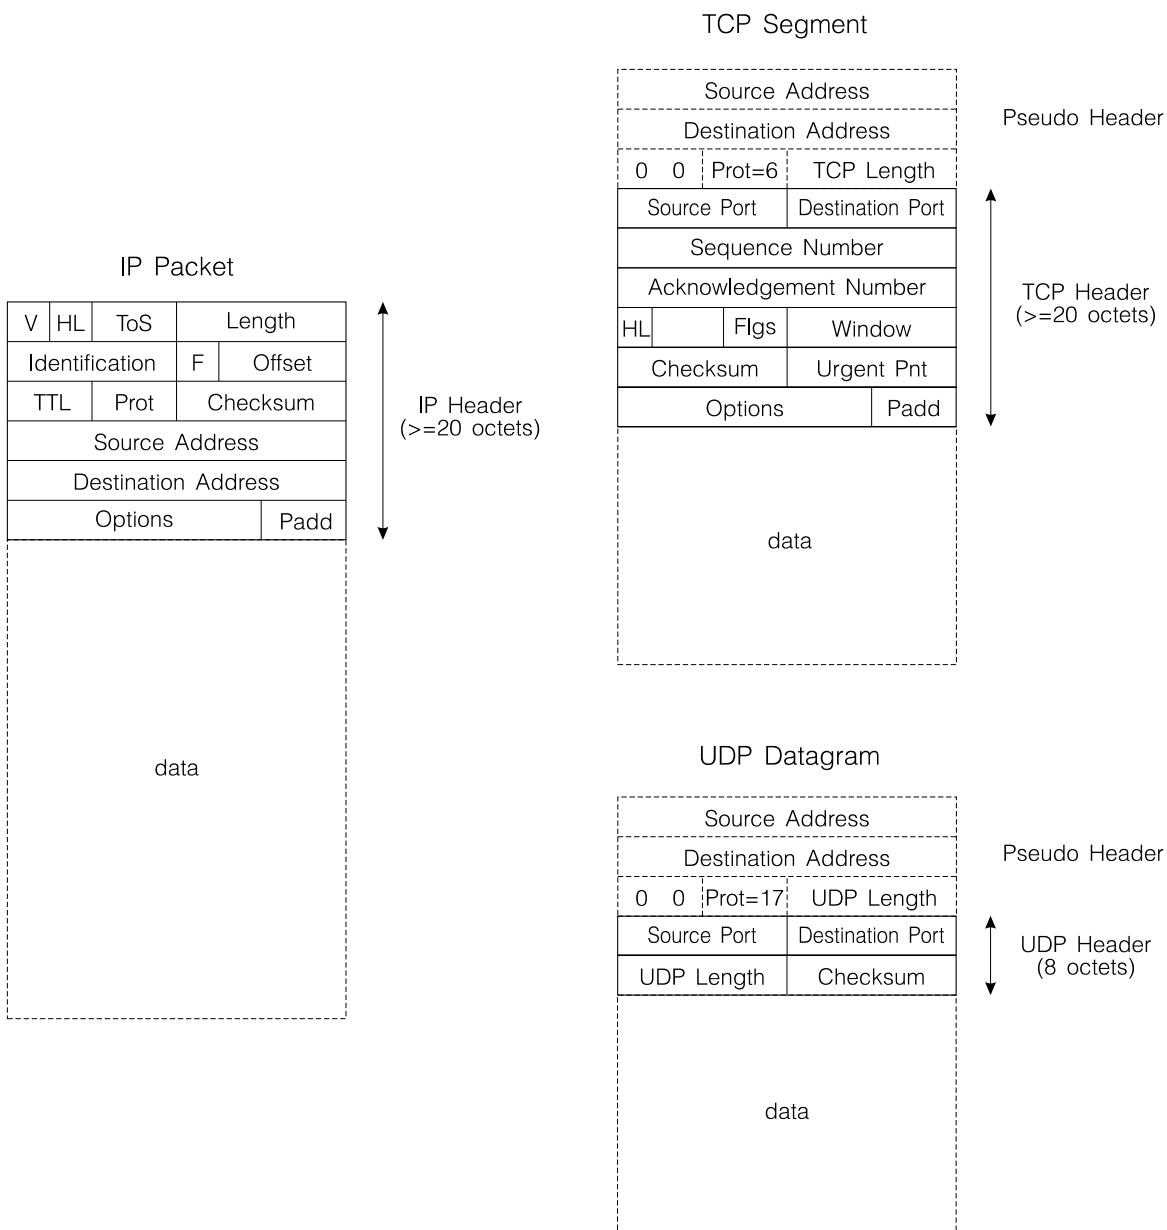 TCP Segment
Source Address
Destination Address
0 0 Prot=6 TCP Length
Source Port Destination Port
Sequence Number
Acknowledgement Number
HL Flgs Window
Checksum Urgent Pnt
Options Padd
data
Pseudo Header
TCP Header
(>=20 octets)
IP Packet
V HL ToS Length
Identification F Offset
TTL Prot Checksum
Source Address
Destination Address
Options Padd
data
IP Header
(>=20 octets)
UDP Datagram
Source Address
Destination Address
0 0 Prot=17 UDP Length
Source Port Destination Port
UDP Length Checksum
data
Pseudo Header
UDP Header
(8 octets)